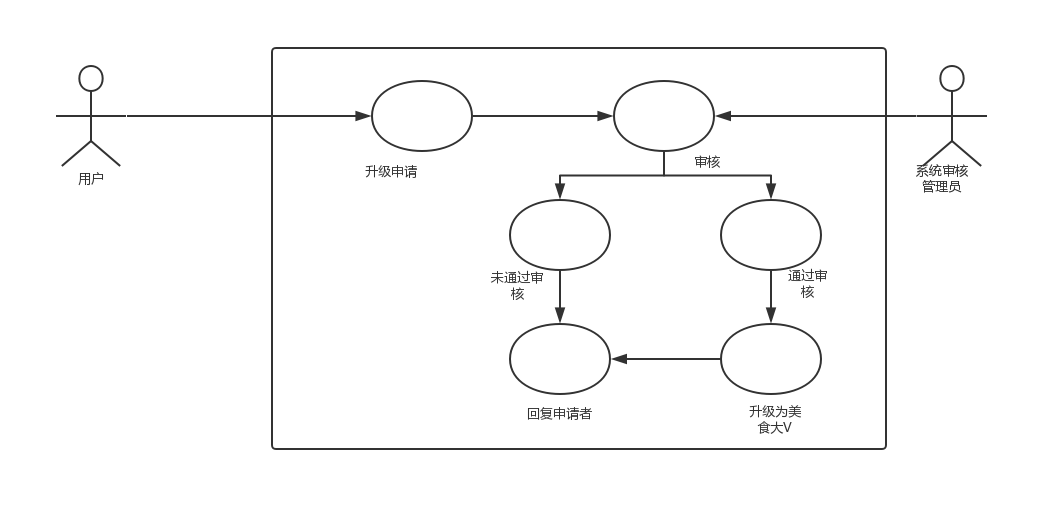 用户
升级申请
审核
系统审核
管理员
未通过审
核
通过审
核
回复申请者
升级为美
食大V